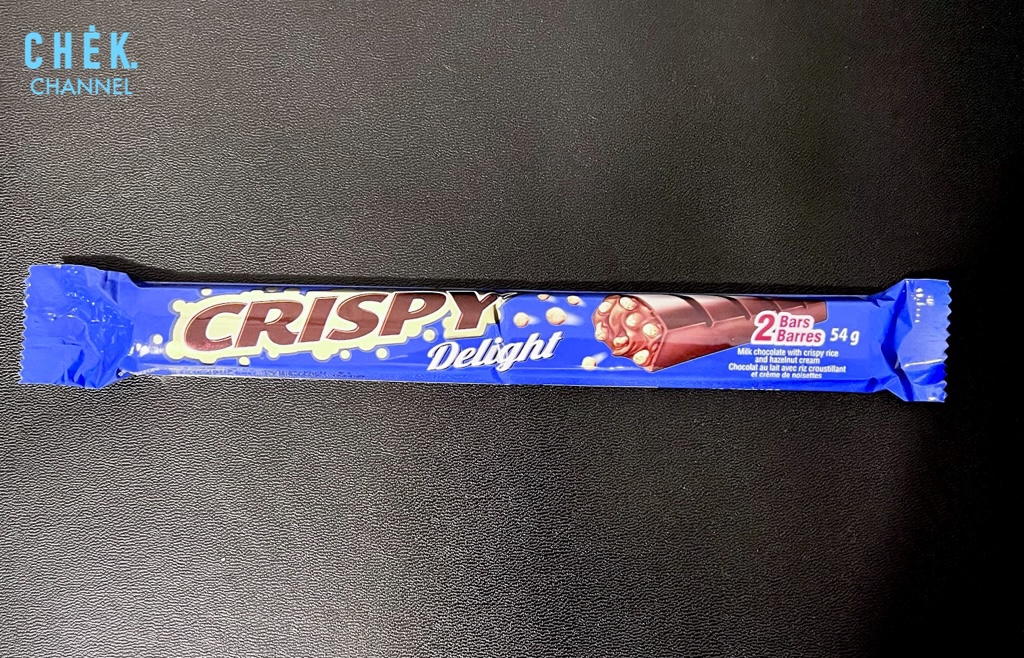 CHĖK.
CHANNEL
CRISPY
Delight
2 Bars
Barres
54 g
Milk chocolate with crispy rice
and hazelnut cream
Chocolat au lait avec riz croustillant
et crème de noisettes